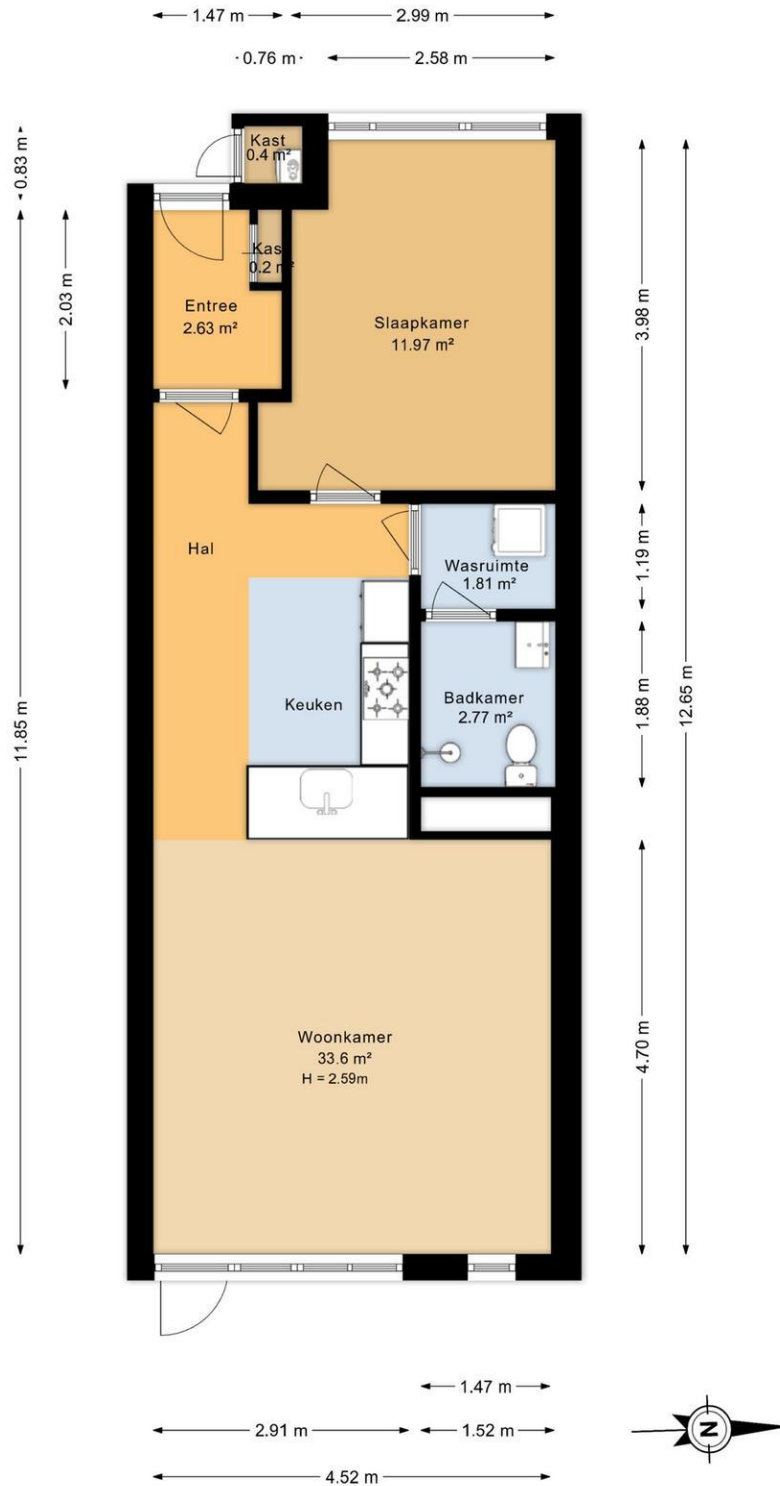 1.47 m
2.99 m
0.76 m
2.58 m
0.83 m
Kast
0.4 m²
Kas
0.2 m²
2.03 m
Entree
2.63 m²
Slaapkamer
11.97 m²
3.98 m
Hal
Wasruimte
1.81 m²
1.19 m
Keuken
Badkamer
2.77 m²
1.88 m
12.65 m
11.85 m
Woonkamer
33.6 m²
H = 2.59m
4.70 m
1.47 m
2.91 m
1.52 m
4.52 m
N